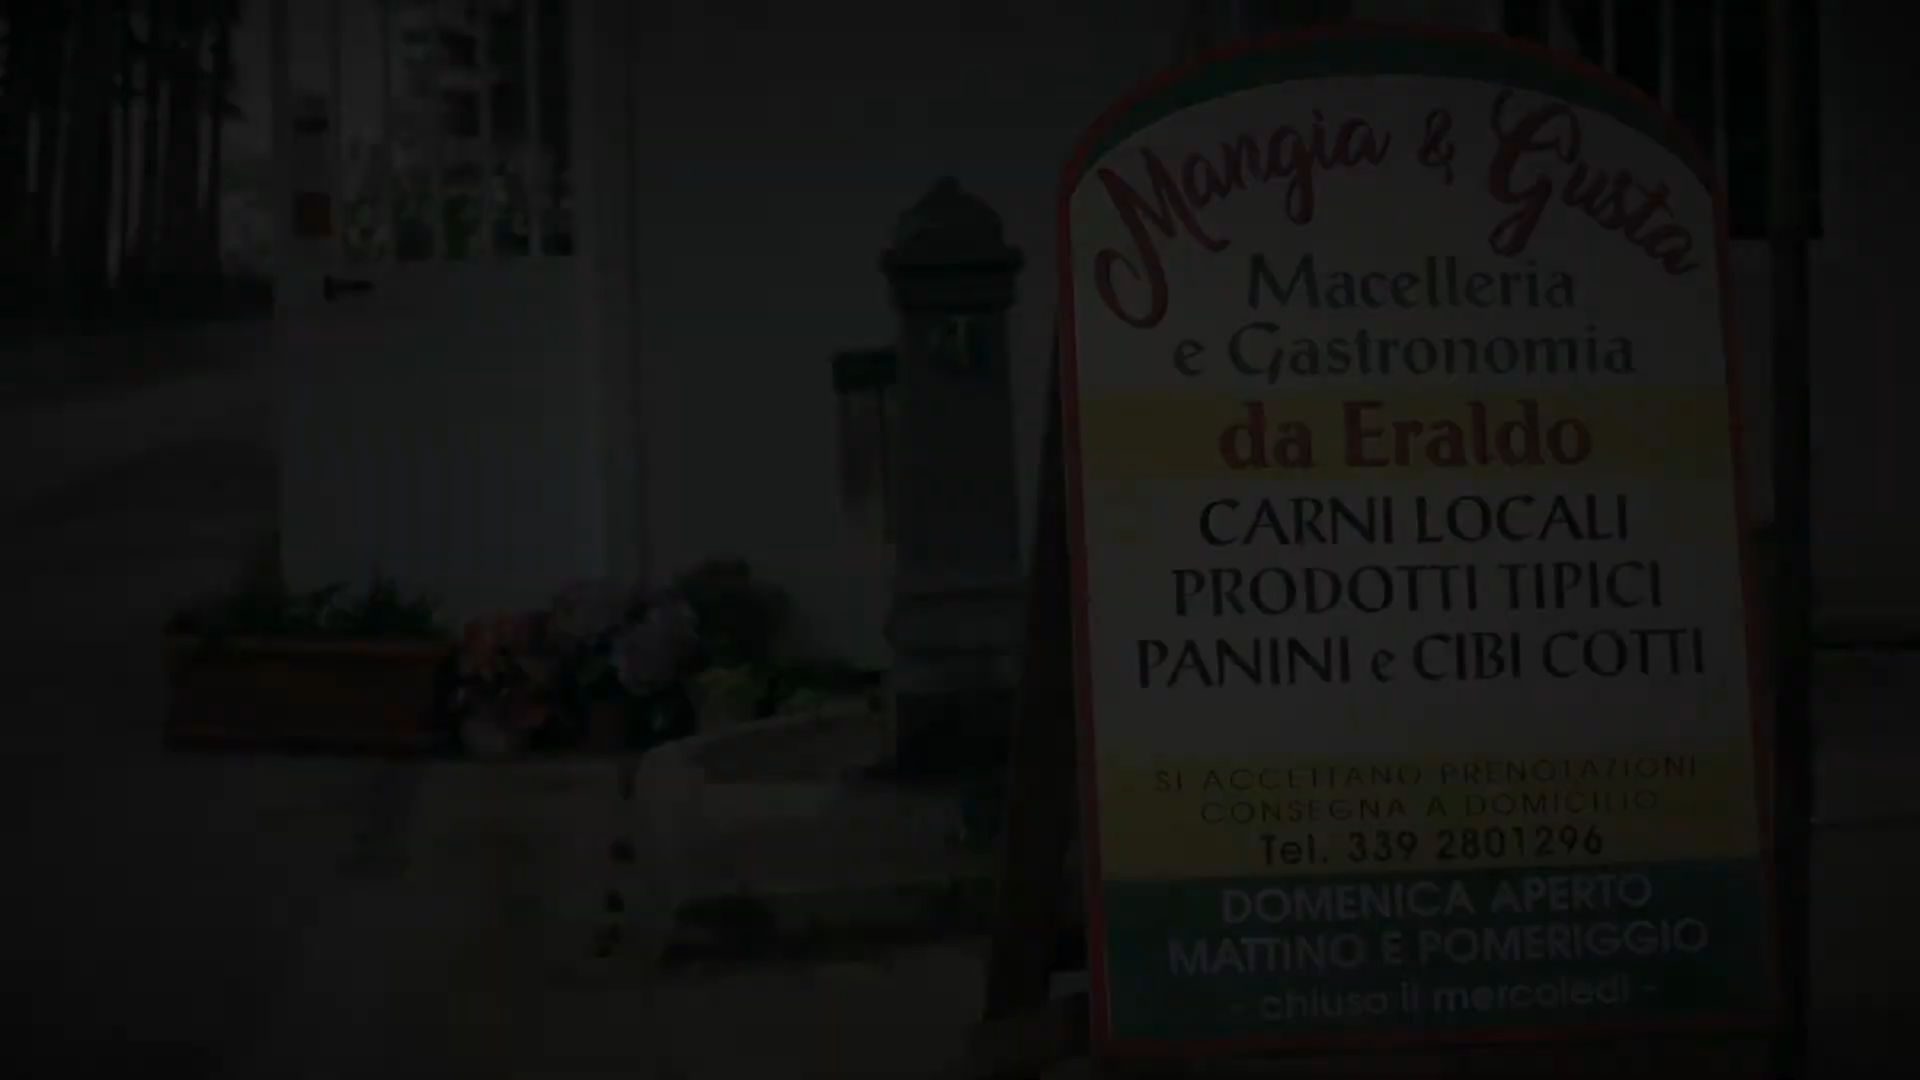 Mangia & Gusta
Macelleria
e Gastronomia
da Eraldo
CARNI LOCALI
PRODOTTI TIPICI
PANINI e CIBI COTTI
SI ACCETTANO PRENOTAZIONI
CONSEGNA A DOMICILIO
Tel. 339 2801296
DOMENICA APERTO
MATTINO E POMERIGGIO
- chiuso il mercoledì -